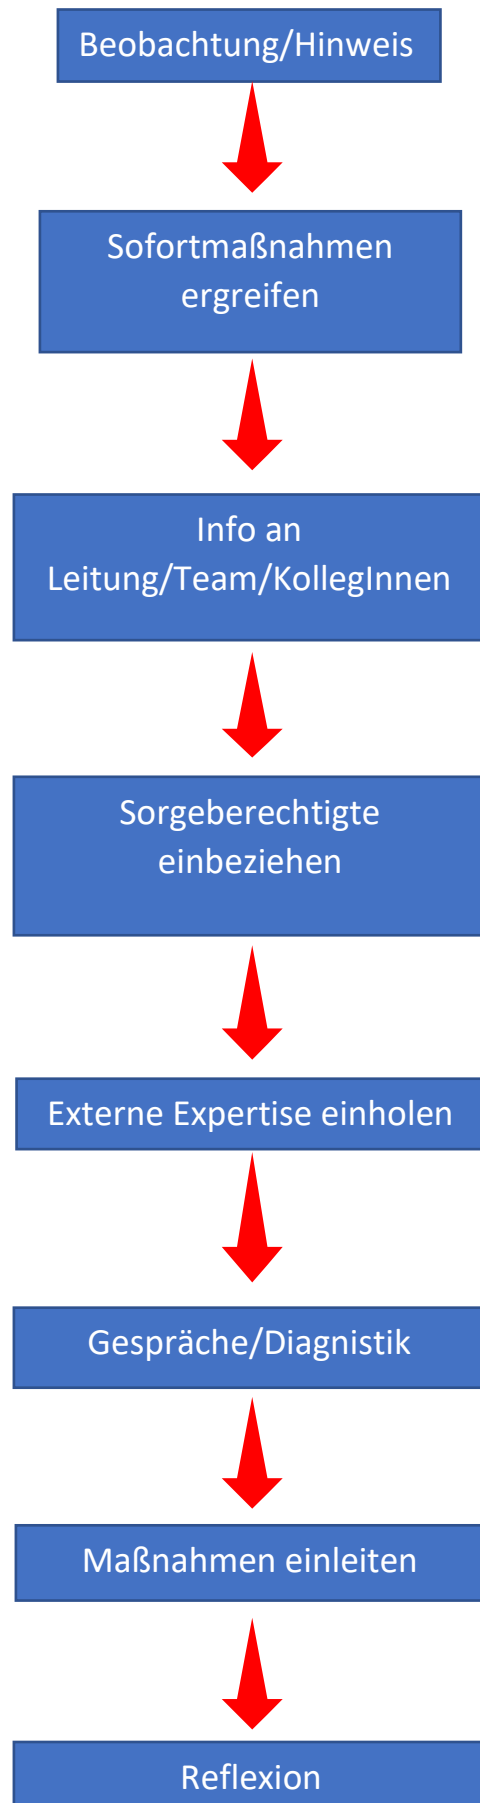 Beobachtung/Hinweis
Sofortmaßnahmen
ergreifen
Info an
Leitung/Team/KollegInnen
Sorgeberechtigte
einbeziehen
Externe Expertise einholen
Gespräche/Diagnistik
Maßnahmen einleiten
Reflexion